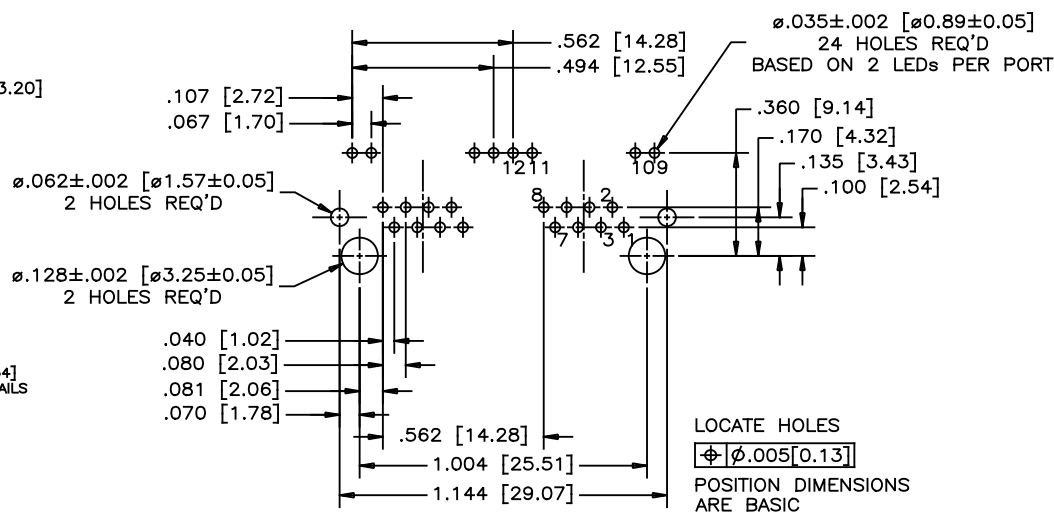 .562 [14.28]
.494 [12.55]
ø.035±.002 [ø0.89±0.05]
24 HOLES REQ'D
BASED ON 2 LEDs PER PORT
3.20]
.107 [2.72]
.067 [1.70]
.360 [9.14]
.170 [4.32]
.135 [3.43]
.100 [2.54]
1211
109
ø.062±.002 [ø1.57±0.05]
2 HOLES REQ'D
8
2
7
3
1
ø.128±.002 [ø3.25±0.05]
2 HOLES REQ'D
.040 [1.02]
.080 [2.03]
4]
AILS
.081 [2.06]
.070 [1.78]
.562 [14.28]
1.004 [25.51]
1.144 [29.07]
LOCATE HOLES
⌖ Ø.005[0.13]
POSITION DIMENSIONS
ARE BASIC